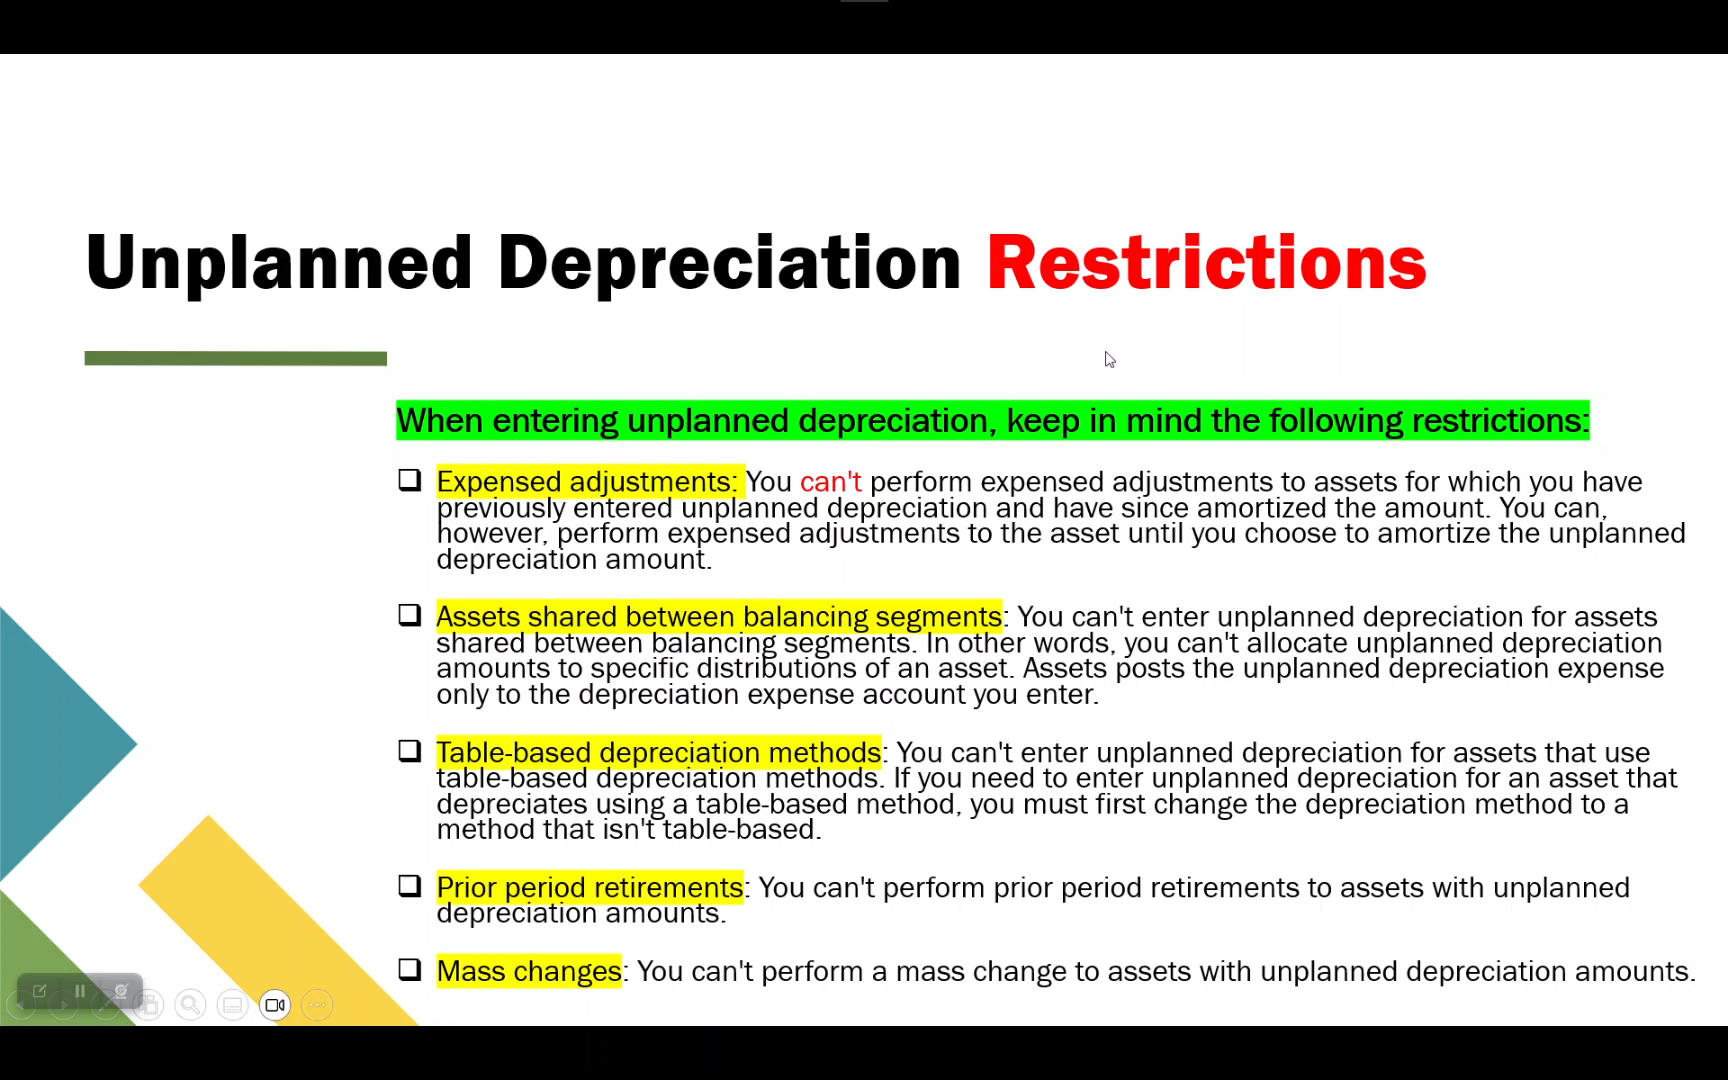 Unplanned Depreciation Restrictions
When entering unplanned depreciation, keep in mind the following restrictions:
Expensed adjustments: You can't perform expensed adjustments to assets for which you have
previously entered unplanned depreciation and have since amortized the amount. You can,
however, perform expensed adjustments to the asset until you choose to amortize the unplanned
depreciation amount.
Assets shared between balancing segments: You can't enter unplanned depreciation for assets
shared between balancing segments. In other words, you can't allocate unplanned depreciation
amounts to specific distributions of an asset. Assets posts the unplanned depreciation expense
only to the depreciation expense account you enter.
Table-based depreciation methods: You can't enter unplanned depreciation for assets that use
table-based depreciation methods. If you need to enter unplanned depreciation for an asset that
depreciates using a table-based method, you must first change the depreciation method to a
method that isn't table-based.
Prior period retirements: You can't perform prior period retirements to assets with unplanned
depreciation amounts.
Mass changes: You can't perform a mass change to assets with unplanned depreciation amounts.